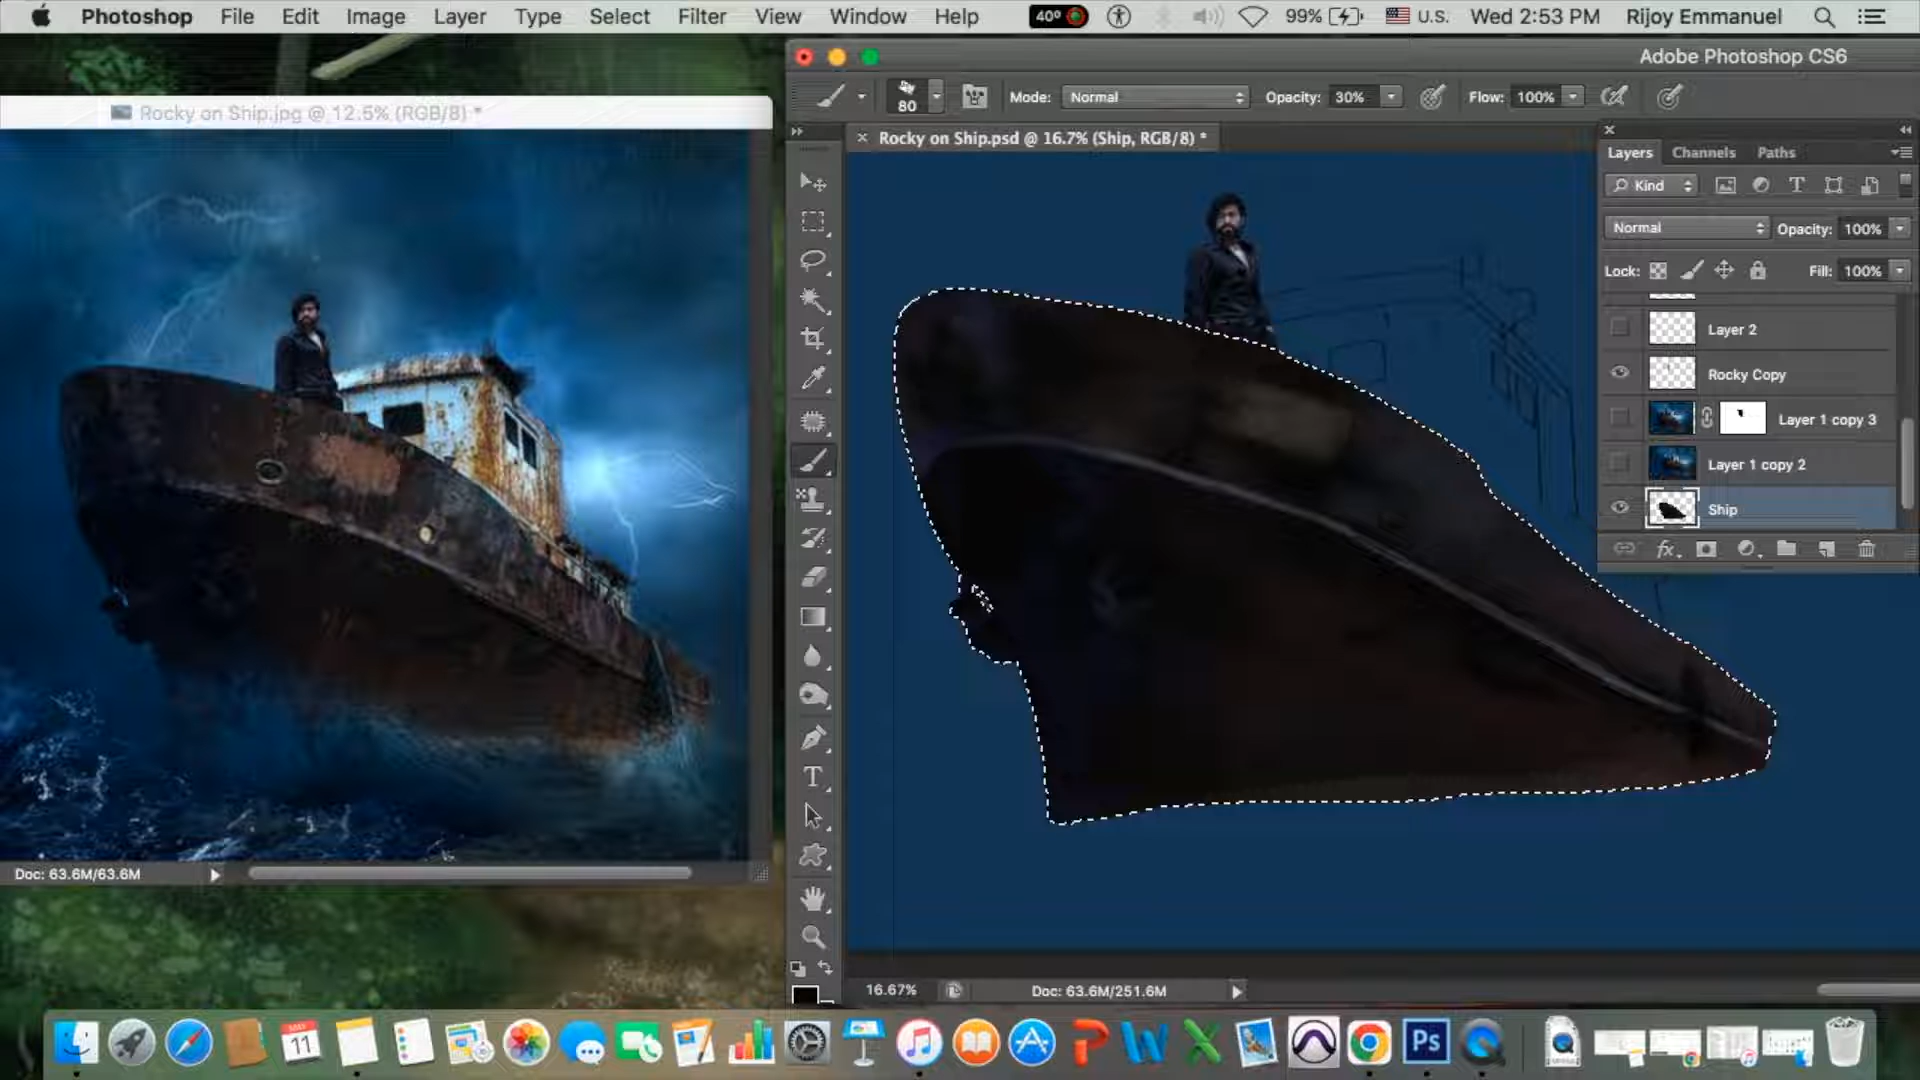 Photoshop File Edit Image Layer Type Select Filter View Window Help 40° 99% U.S. Wed 2:53 PM Rijoy Emmanuel
Adobe Photoshop CS6
80 Mode: Normal Opacity: 30% Flow: 100%
Rocky on Ship.jpg @ 12.5% (RGB/8) *
Rocky on Ship.psd @ 16.7% (Ship, RGB/8) *
Layers Channels Paths
Kind
Normal Opacity: 100%
Lock: Fill: 100%
Layer 2
Rocky Copy
Layer 1 copy 3
Layer 1 copy 2
Ship
fx
Doc: 63.6M/63.6M
16.67% Doc: 63.6M/251.6M
MAY
11
Ps